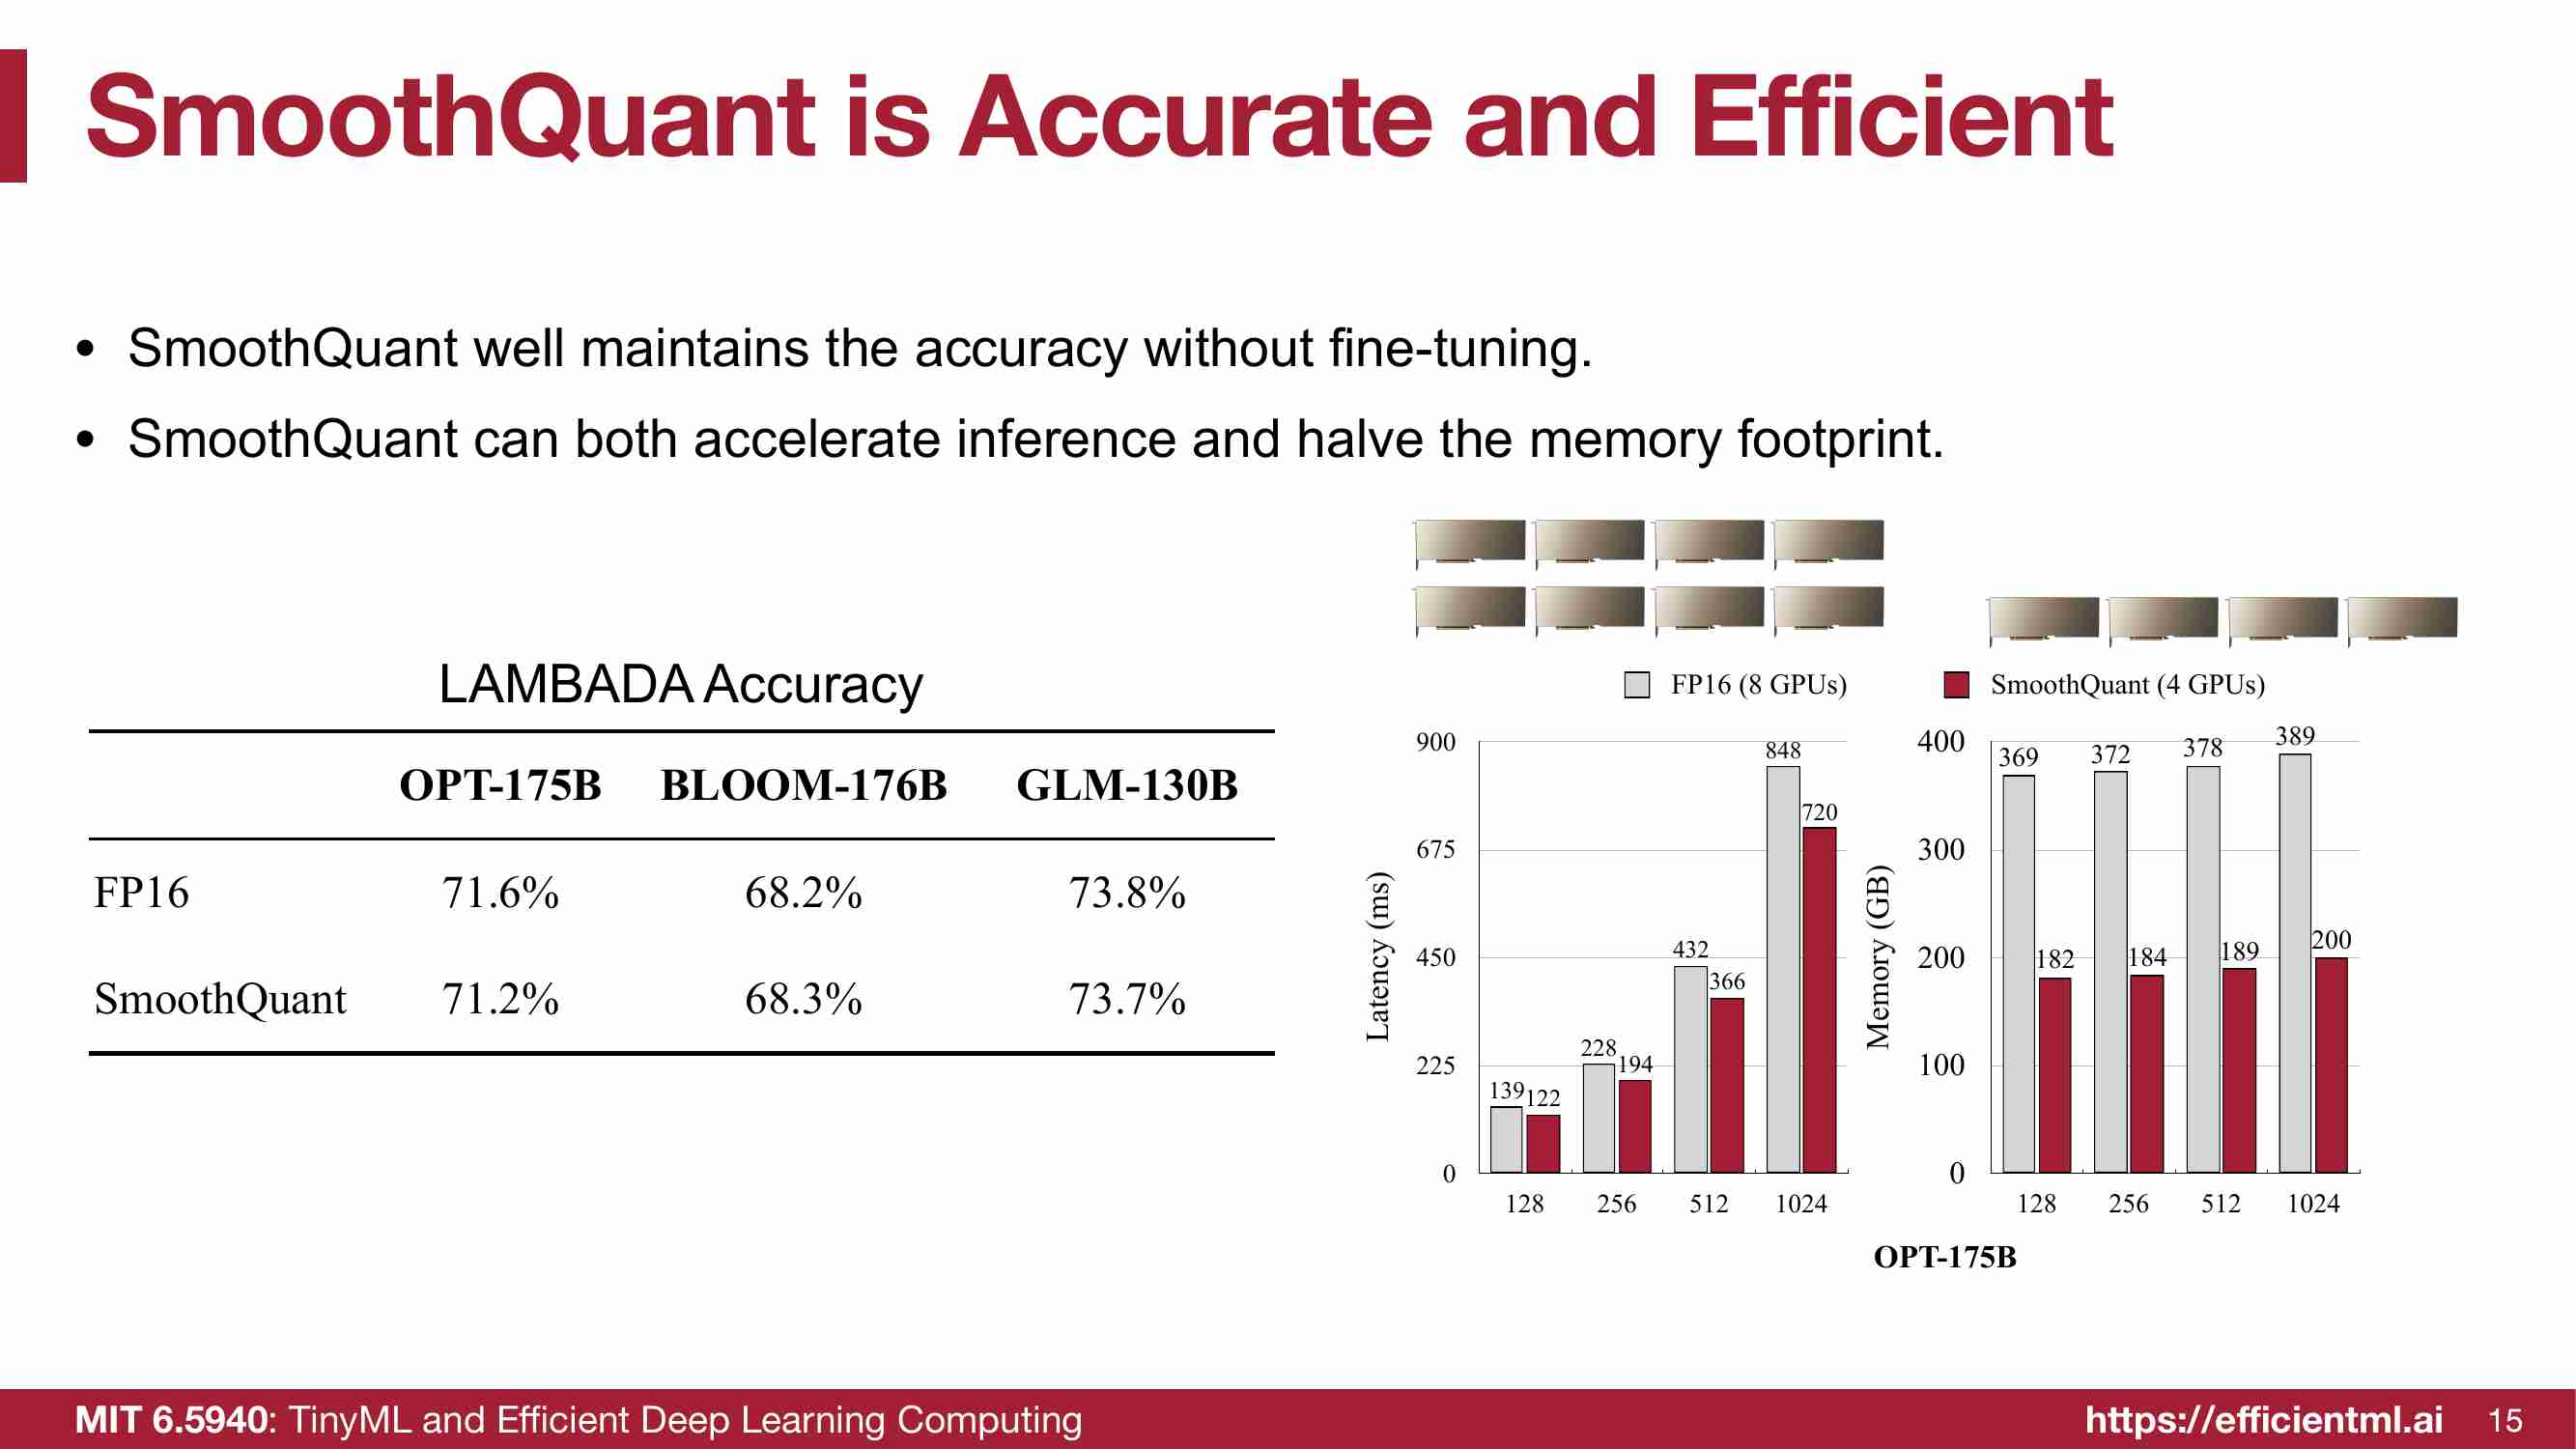 SmoothQuant is Accurate and Efficient
• SmoothQuant well maintains the accuracy without fine-tuning.
• SmoothQuant can both accelerate inference and halve the memory footprint.
LAMBADA Accuracy
OPT-175B BLOOM-176B GLM-130B
FP16 71.6% 68.2% 73.8%
SmoothQuant 71.2% 68.3% 73.7%
FP16 (8 GPUs) SmoothQuant (4 GPUs)
Latency (ms)
900
675
450
225
0
139 122 228 194 432 366 848 720
128 256 512 1024
Memory (GB)
400
300
200
100
0
369 182 372 184 378 189 389 200
128 256 512 1024
OPT-175B
MIT 6.5940: TinyML and Efficient Deep Learning Computing
https://efficientml.ai 15